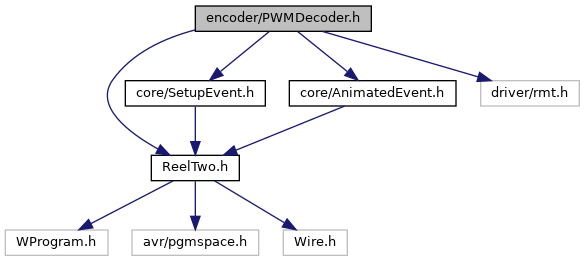 encoder/PWMDecoder.h
core/SetupEvent.h
core/AnimatedEvent.h
driver/rmt.h
ReelTwo.h
WProgram.h
avr/pgmspace.h
Wire.h